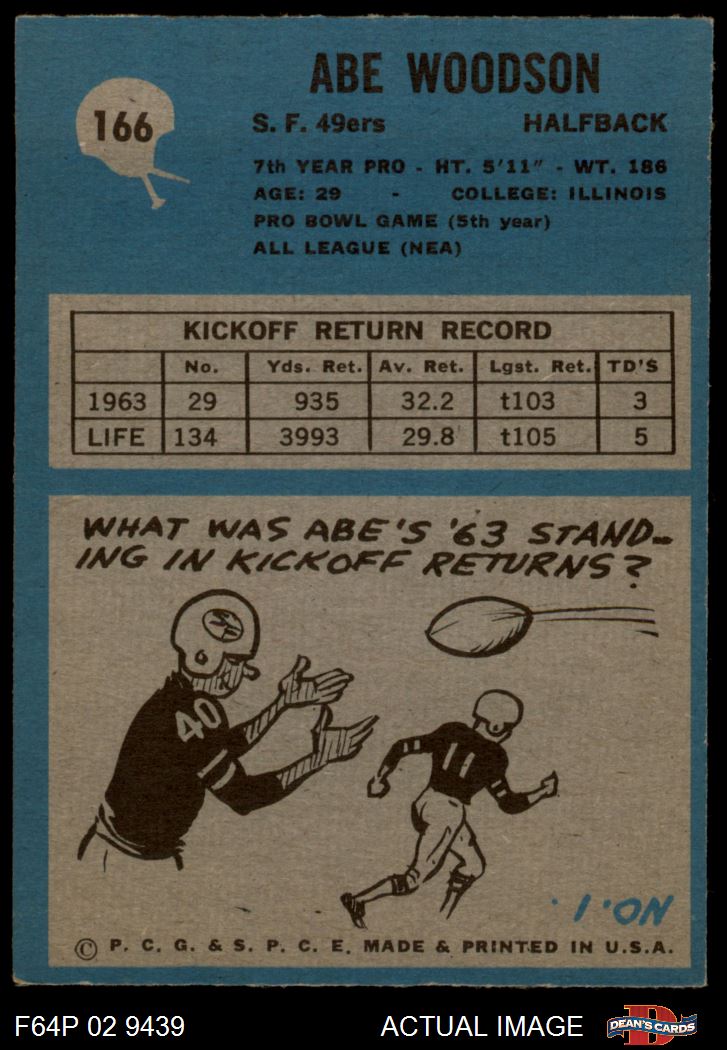 166
ABE WOODSON
S. F. 49ers HALFBACK
7th YEAR PRO - HT. 5'11" - WT. 186
AGE: 29 - COLLEGE: ILLINOIS
PRO BOWL GAME (5th year)
ALL LEAGUE (NEA)
KICKOFF RETURN RECORD
No. Yds. Ret. Av. Ret. Lgst. Ret. TD'S
1963 29 935 32.2 t103 3
LIFE 134 3993 29.8 t105 5
WHAT WAS ABE'S '63 STAND-
ING IN KICKOFF RETURNS?
SF
40
11
NO. 1.
© P. C. G. & S. P. C. E. MADE & PRINTED IN U.S.A.
F64P 02 9439 ACTUAL IMAGE
D
DEAN'S CARDS